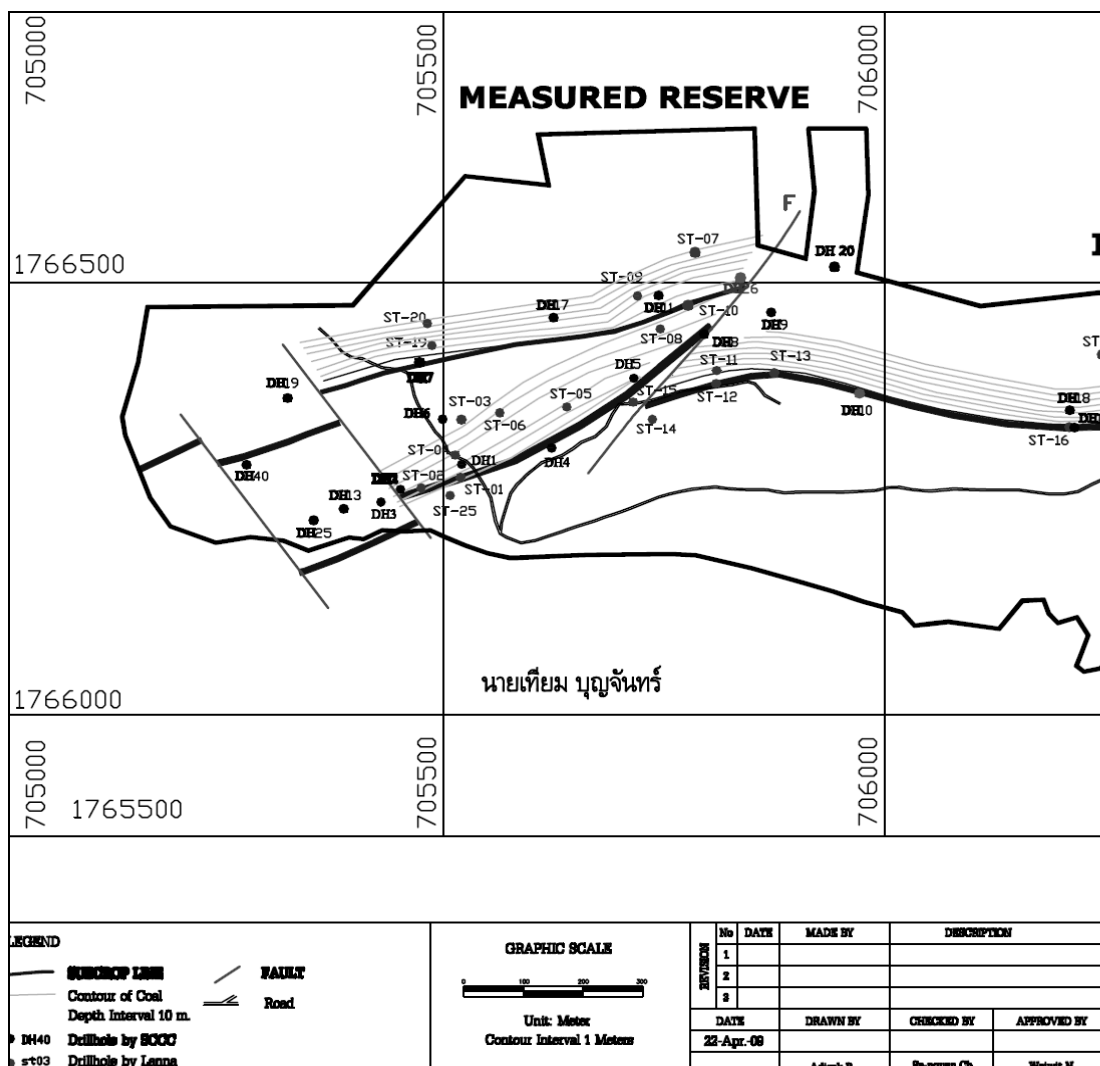 705000
705500
706000
MEASURED RESERVE
F
ST-07
DH 20
1766500
ST-09
DH17
DH11
ST-10
DH9
ST-20
ST-19
ST-08
DH8
DH5
ST-11
ST-13
DH7
DH19
ST-05
ST-15
ST-12
DH10
DH18
DH6
ST-03
ST-06
ST-14
ST-16
DH4
DH40
DH1
ST-02
ST-01
DH13
DH3
ST-25
DH25
นายเทียม บุญจันทร์
1766000
705000
705500
706000
1765500
LEGEND
SUBCROP LINE
FAULT
Contour of Coal
Depth Interval 10 m.
Road
DH40 Drillhole by SCCC
st03 Drillhole by Lanna
GRAPHIC SCALE
0 100 200 300
Unit: Meter
Contour Interval 1 Meters
REVISION
No DATE MADE BY DESCRIPTION
1
2
3
DATE DRAWN BY CHECKED BY APPROVED BY
22-Apr.-09